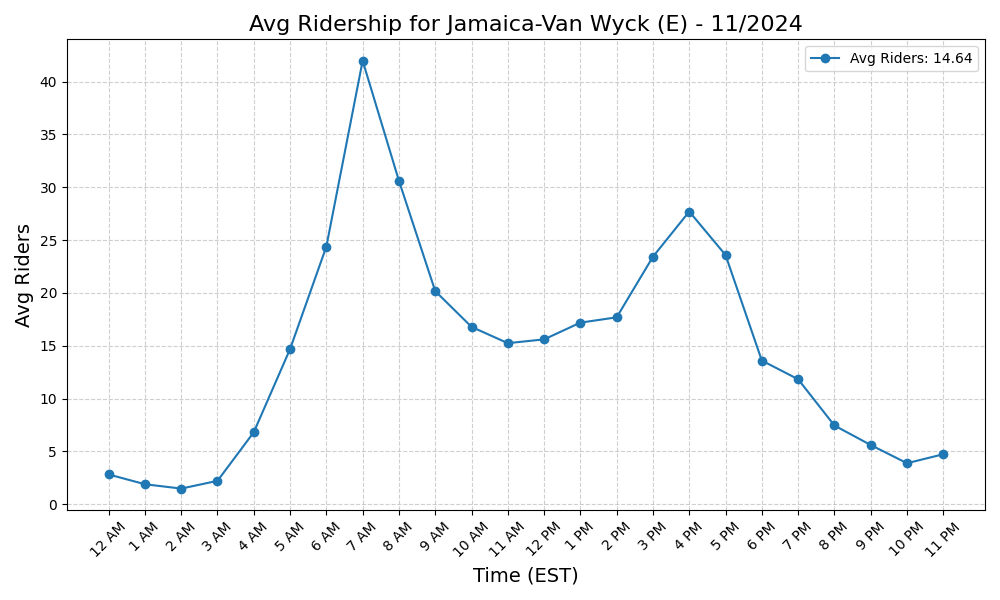 Avg Ridership for Jamaica-Van Wyck (E) - 11/2024
Avg Riders: 14.64
Avg Riders
40
35
30
25
20
15
10
5
0
12 AM
1 AM
2 AM
3 AM
4 AM
5 AM
6 AM
7 AM
8 AM
9 AM
10 AM
11 AM
12 PM
1 PM
2 PM
3 PM
4 PM
5 PM
6 PM
7 PM
8 PM
9 PM
10 PM
11 PM
Time (EST)